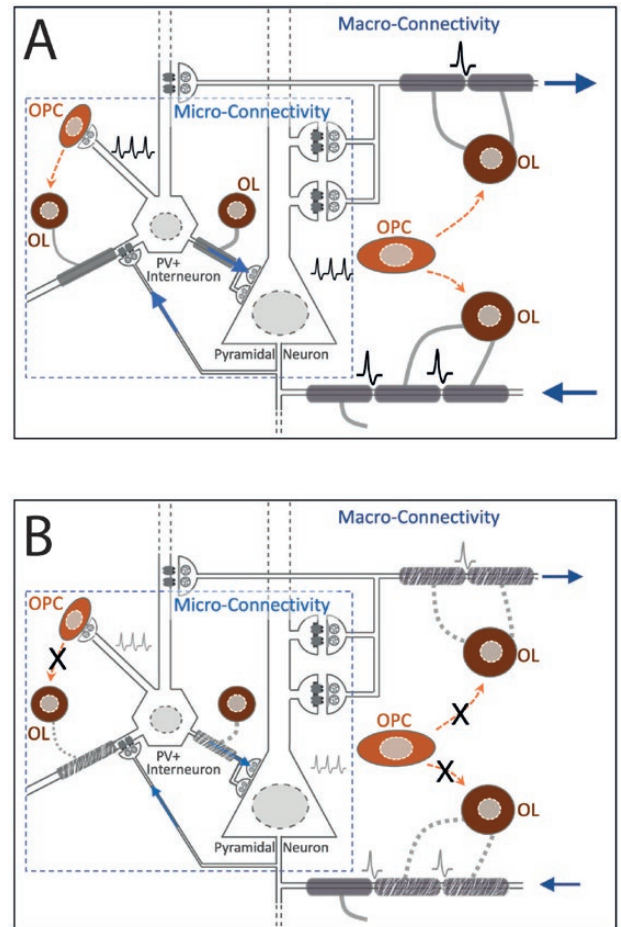 A
Macro-Connectivity
OPC
Micro-Connectivity
OL
OL
OL
PV+
Interneuron
OPC
OL
Pyramidal Neuron
B
Macro-Connectivity
OPC
Micro-Connectivity
X
OL
OL
PV+
Interneuron
OPC
X
X
OL
Pyramidal Neuron